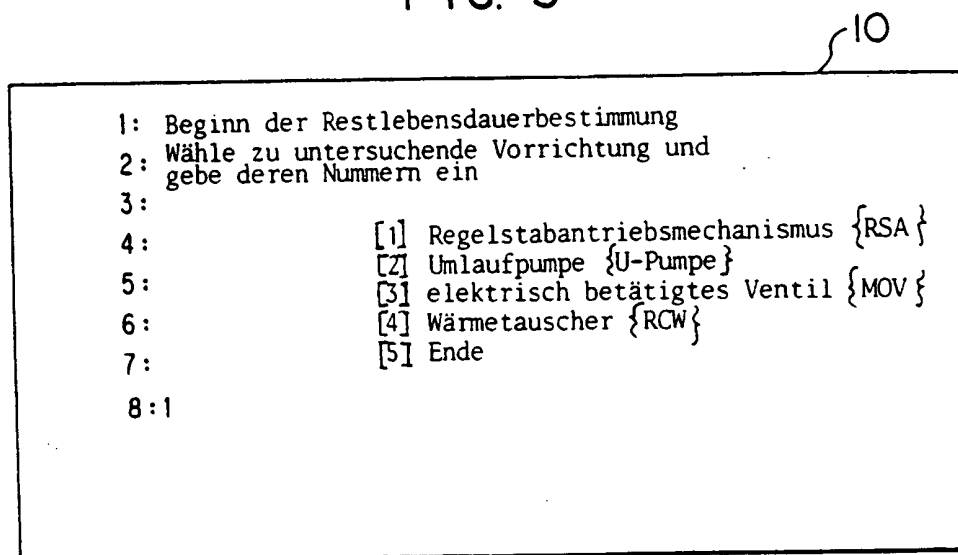 10
1: Beginn der Restlebensdauerbestimmung
2: Wähle zu untersuchende Vorrichtung und
gebe deren Nummern ein
3:
4: [1] Regelstabantriebsmechanismus {RSA}
[2] Umlaufpumpe {U-Pumpe}
5: [3] elektrisch betätigtes Ventil {MOV}
6: [4] Wärmetauscher {RCW}
7: [5] Ende
8:1